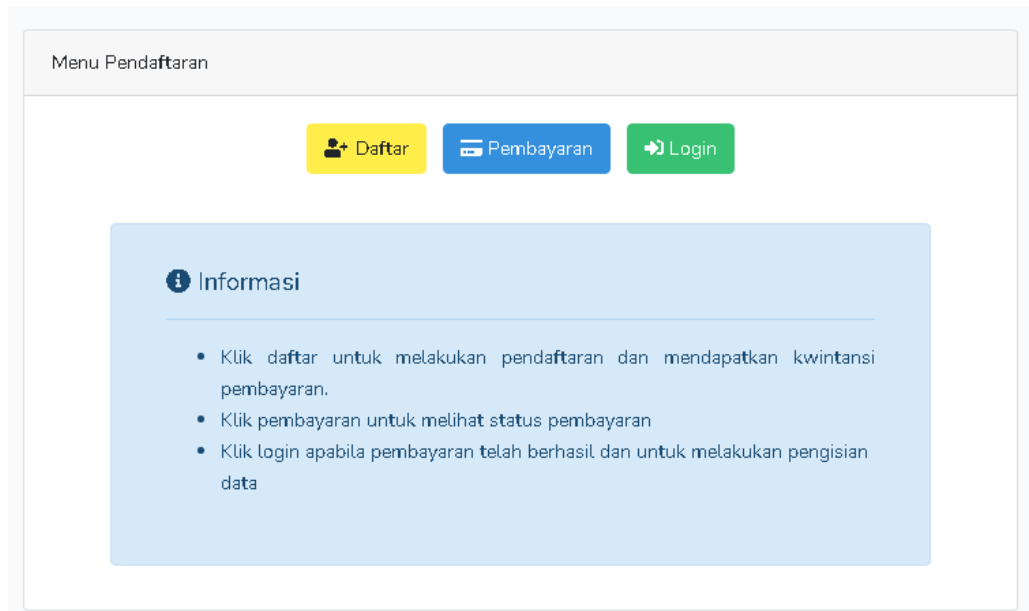 Menu Pendaftaran
Daftar
Pembayaran
Login
Informasi
Klik daftar untuk melakukan pendaftaran dan mendapatkan kwintansi
pembayaran.
Klik pembayaran untuk melihat status pembayaran
Klik login apabila pembayaran telah berhasil dan untuk melakukan pengisian
data